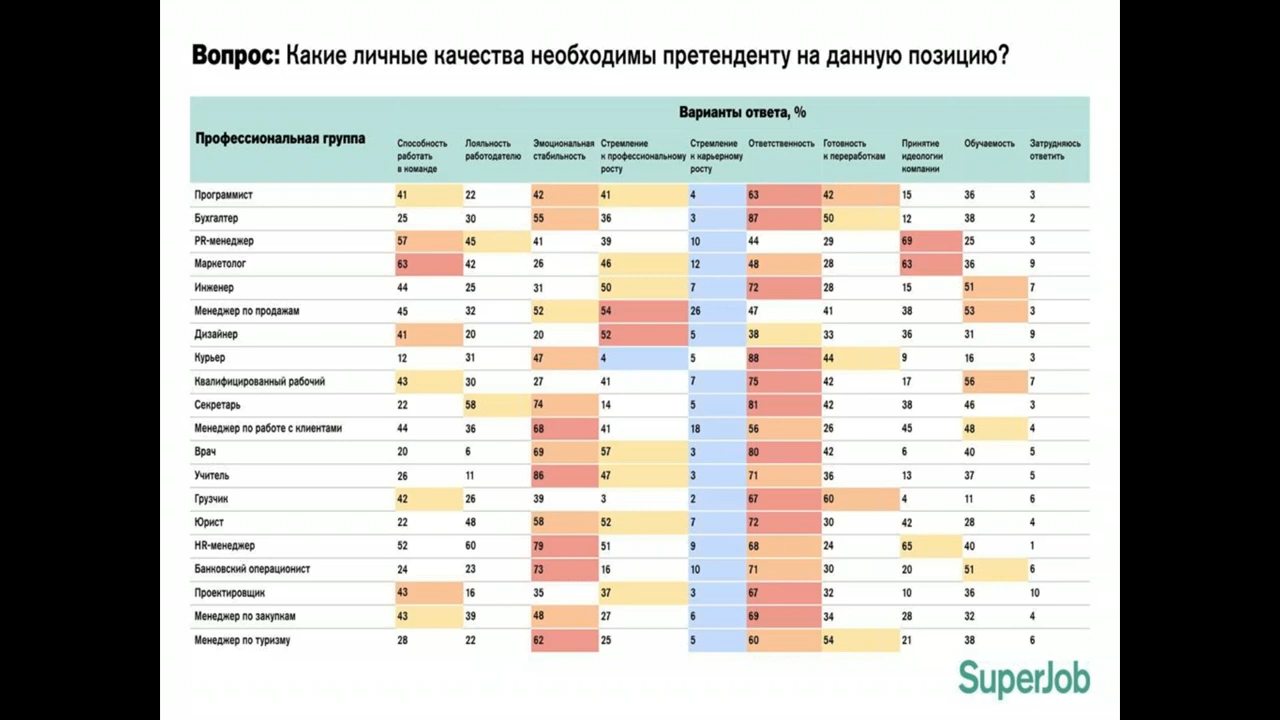 Вопрос: Какие личные качества необходимы претенденту на данную позицию?
Варианты ответа, %
Профессиональная группа Способность работать в команде Лояльность работодателю Эмоциональная стабильность Стремление к профессиональному росту Стремление к карьерному росту Ответственность Готовность к переработкам Принятие идеологии компании Обучаемость Затрудняюсь ответить
Программист 41 22 42 41 4 63 42 15 36 3
Бухгалтер 25 30 55 36 3 87 50 12 38 2
PR-менеджер 57 45 41 39 10 44 29 69 25 3
Маркетолог 63 42 26 46 12 48 28 63 36 9
Инженер 44 25 31 50 7 72 28 15 51 7
Менеджер по продажам 45 32 52 54 26 47 41 38 53 3
Дизайнер 41 20 20 52 5 38 33 36 31 9
Курьер 12 31 47 4 5 88 44 9 16 3
Квалифицированный рабочий 43 30 27 41 7 75 42 17 56 7
Секретарь 22 58 74 14 5 81 42 38 46 3
Менеджер по работе с клиентами 44 36 68 41 18 56 26 45 48 4
Врач 20 6 69 57 3 80 42 6 40 5
Учитель 26 11 86 47 3 71 36 13 37 5
Грузчик 42 26 39 3 2 67 60 4 11 6
Юрист 22 48 58 52 7 72 30 42 28 4
HR-менеджер 52 60 79 51 9 68 24 65 40 1
Банковский операционист 24 23 73 16 10 71 30 20 51 6
Проектировщик 43 16 35 37 3 67 32 10 36 10
Менеджер по закупкам 43 39 48 27 6 69 34 28 32 4
Менеджер по туризму 28 22 62 25 5 60 54 21 38 6
SuperJob